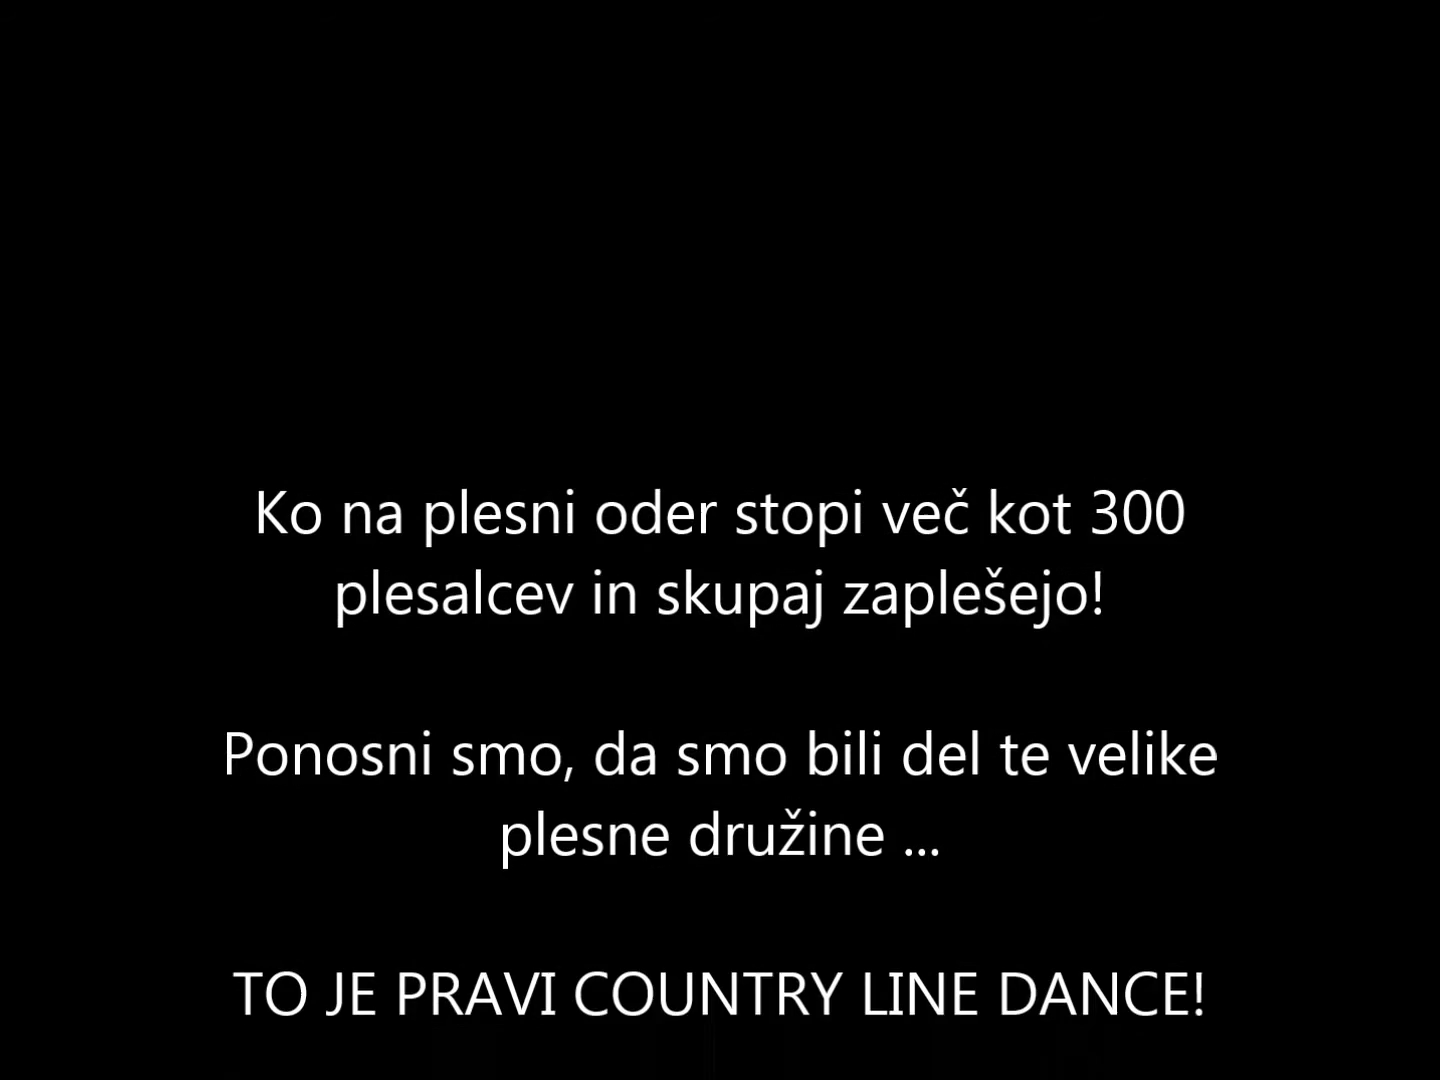 Ko na plesni oder stopi več kot 300
plesalcev in skupaj zaplešejo!
Ponosni smo, da smo bili del te velike
plesne družine ...
TO JE PRAVI COUNTRY LINE DANCE!